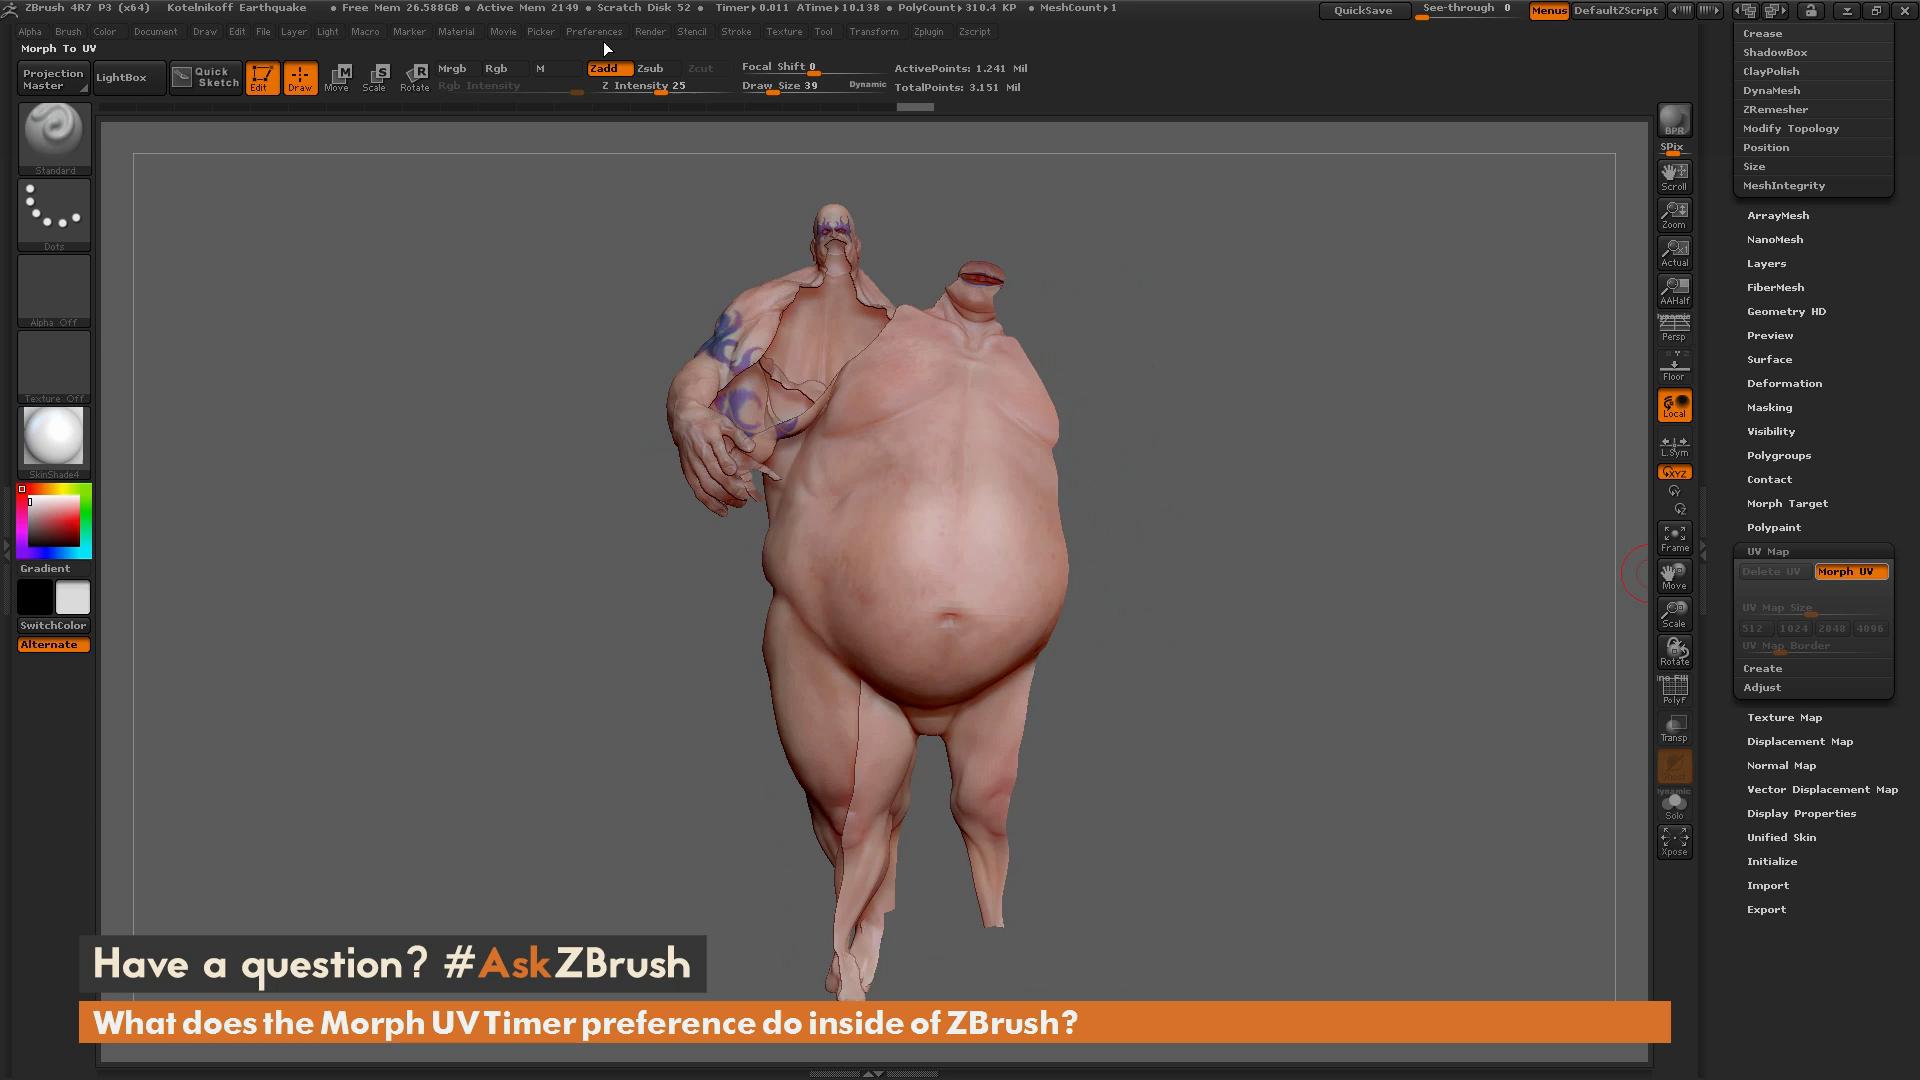 ZBrush 4R7 P3 (x64) Kotelnikoff Earthquake • Free Mem 26.588GB • Active Mem 2149 • Scratch Disk 52 • Timer▸0.011 ATime▸10.138 • PolyCount▸310.4 KP • MeshCount▸1
QuickSave
See-through 0
Menus
DefaultZScript
Alpha Brush Color Document Draw Edit File Layer Light Macro Marker Material Movie Picker Preferences Render Stencil Stroke Texture Tool Transform Zplugin Zscript
Morph To UV
Projection
Master
LightBox
Quick
Sketch
Edit
Draw
Move
Scale
Rotate
Mrgb Rgb M
Rgb Intensity
Zadd Zsub Zcut
Z Intensity 25
Focal Shift 0
Draw Size 39
Dynamic
ActivePoints: 1.241 Mil
TotalPoints: 3.151 Mil
Standard
Dots
Alpha Off
Texture Off
SkinShade4
Gradient
SwitchColor
Alternate
BPR
SPix
Scroll
Zoom
Actual
AAHalf
Dynamic
Persp
Floor
Local
L.Sym
XYZ
Frame
Move
Scale
Rotate
PolyF
Transp
Ghost
Dynamic
Solo
Xpose
Crease
ShadowBox
ClayPolish
DynaMesh
ZRemesher
Modify Topology
Position
Size
MeshIntegrity
ArrayMesh
NanoMesh
Layers
FiberMesh
Geometry HD
Preview
Surface
Deformation
Masking
Visibility
Polygroups
Contact
Morph Target
Polypaint
UV Map
Delete UV Morph UV
UV Map Size
512 1024 2048 4096
UV Map Border
Create
Adjust
Texture Map
Displacement Map
Normal Map
Vector Displacement Map
Display Properties
Unified Skin
Initialize
Import
Export
Have a question? #AskZBrush
What does the Morph UV Timer preference do inside of ZBrush?